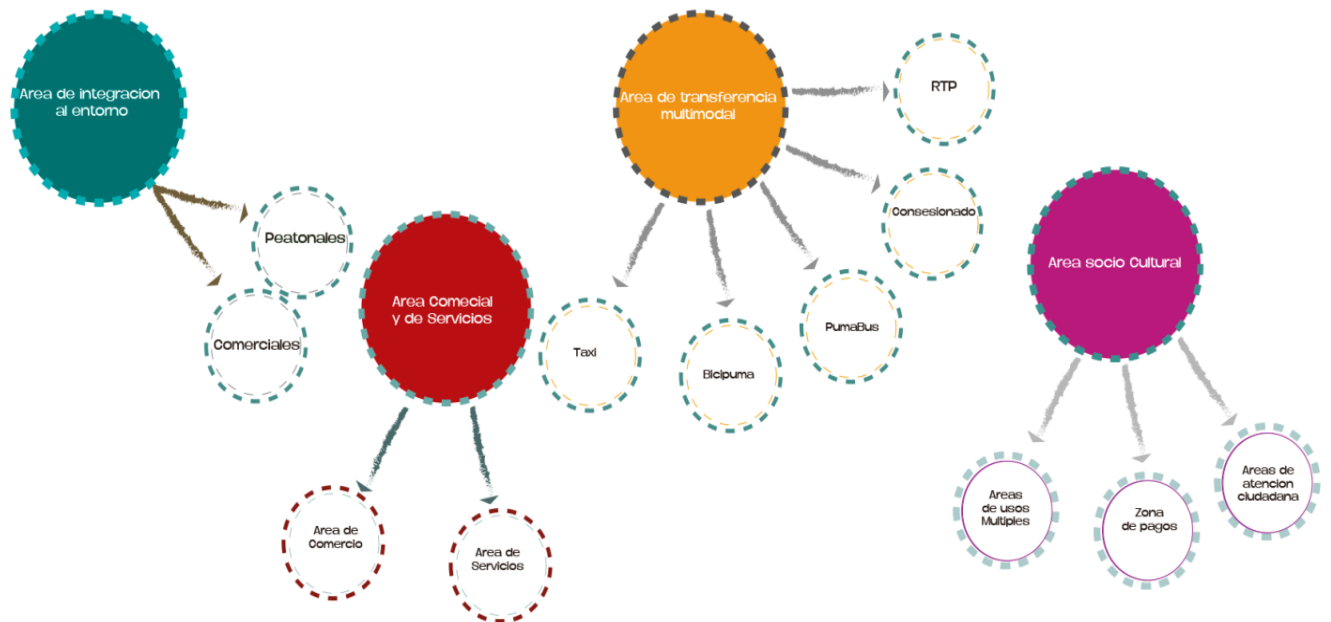 Area de integracion
al entorno
Peatonales
Comerciales
Area Comecial
y de Servicios
Area de
Comercio
Area de
Servicios
Area de transferencia
multimodal
RTP
Consesionado
PumaBus
Bicipuma
Taxi
Area socio Cultural
Areas
de usos
Multiples
Zona
de pagos
Areas de
atencion
ciudadana